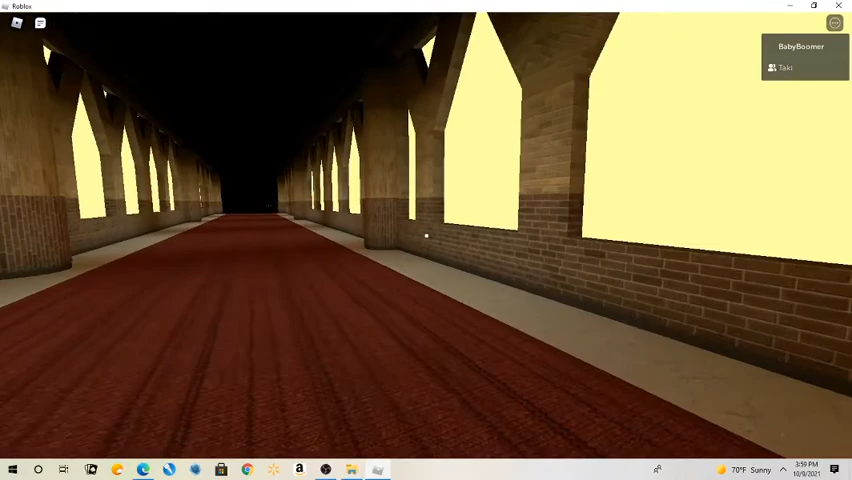 Roblox
BabyBoomer
Taki
a
70°F Sunny
3:59 PM
10/9/2021